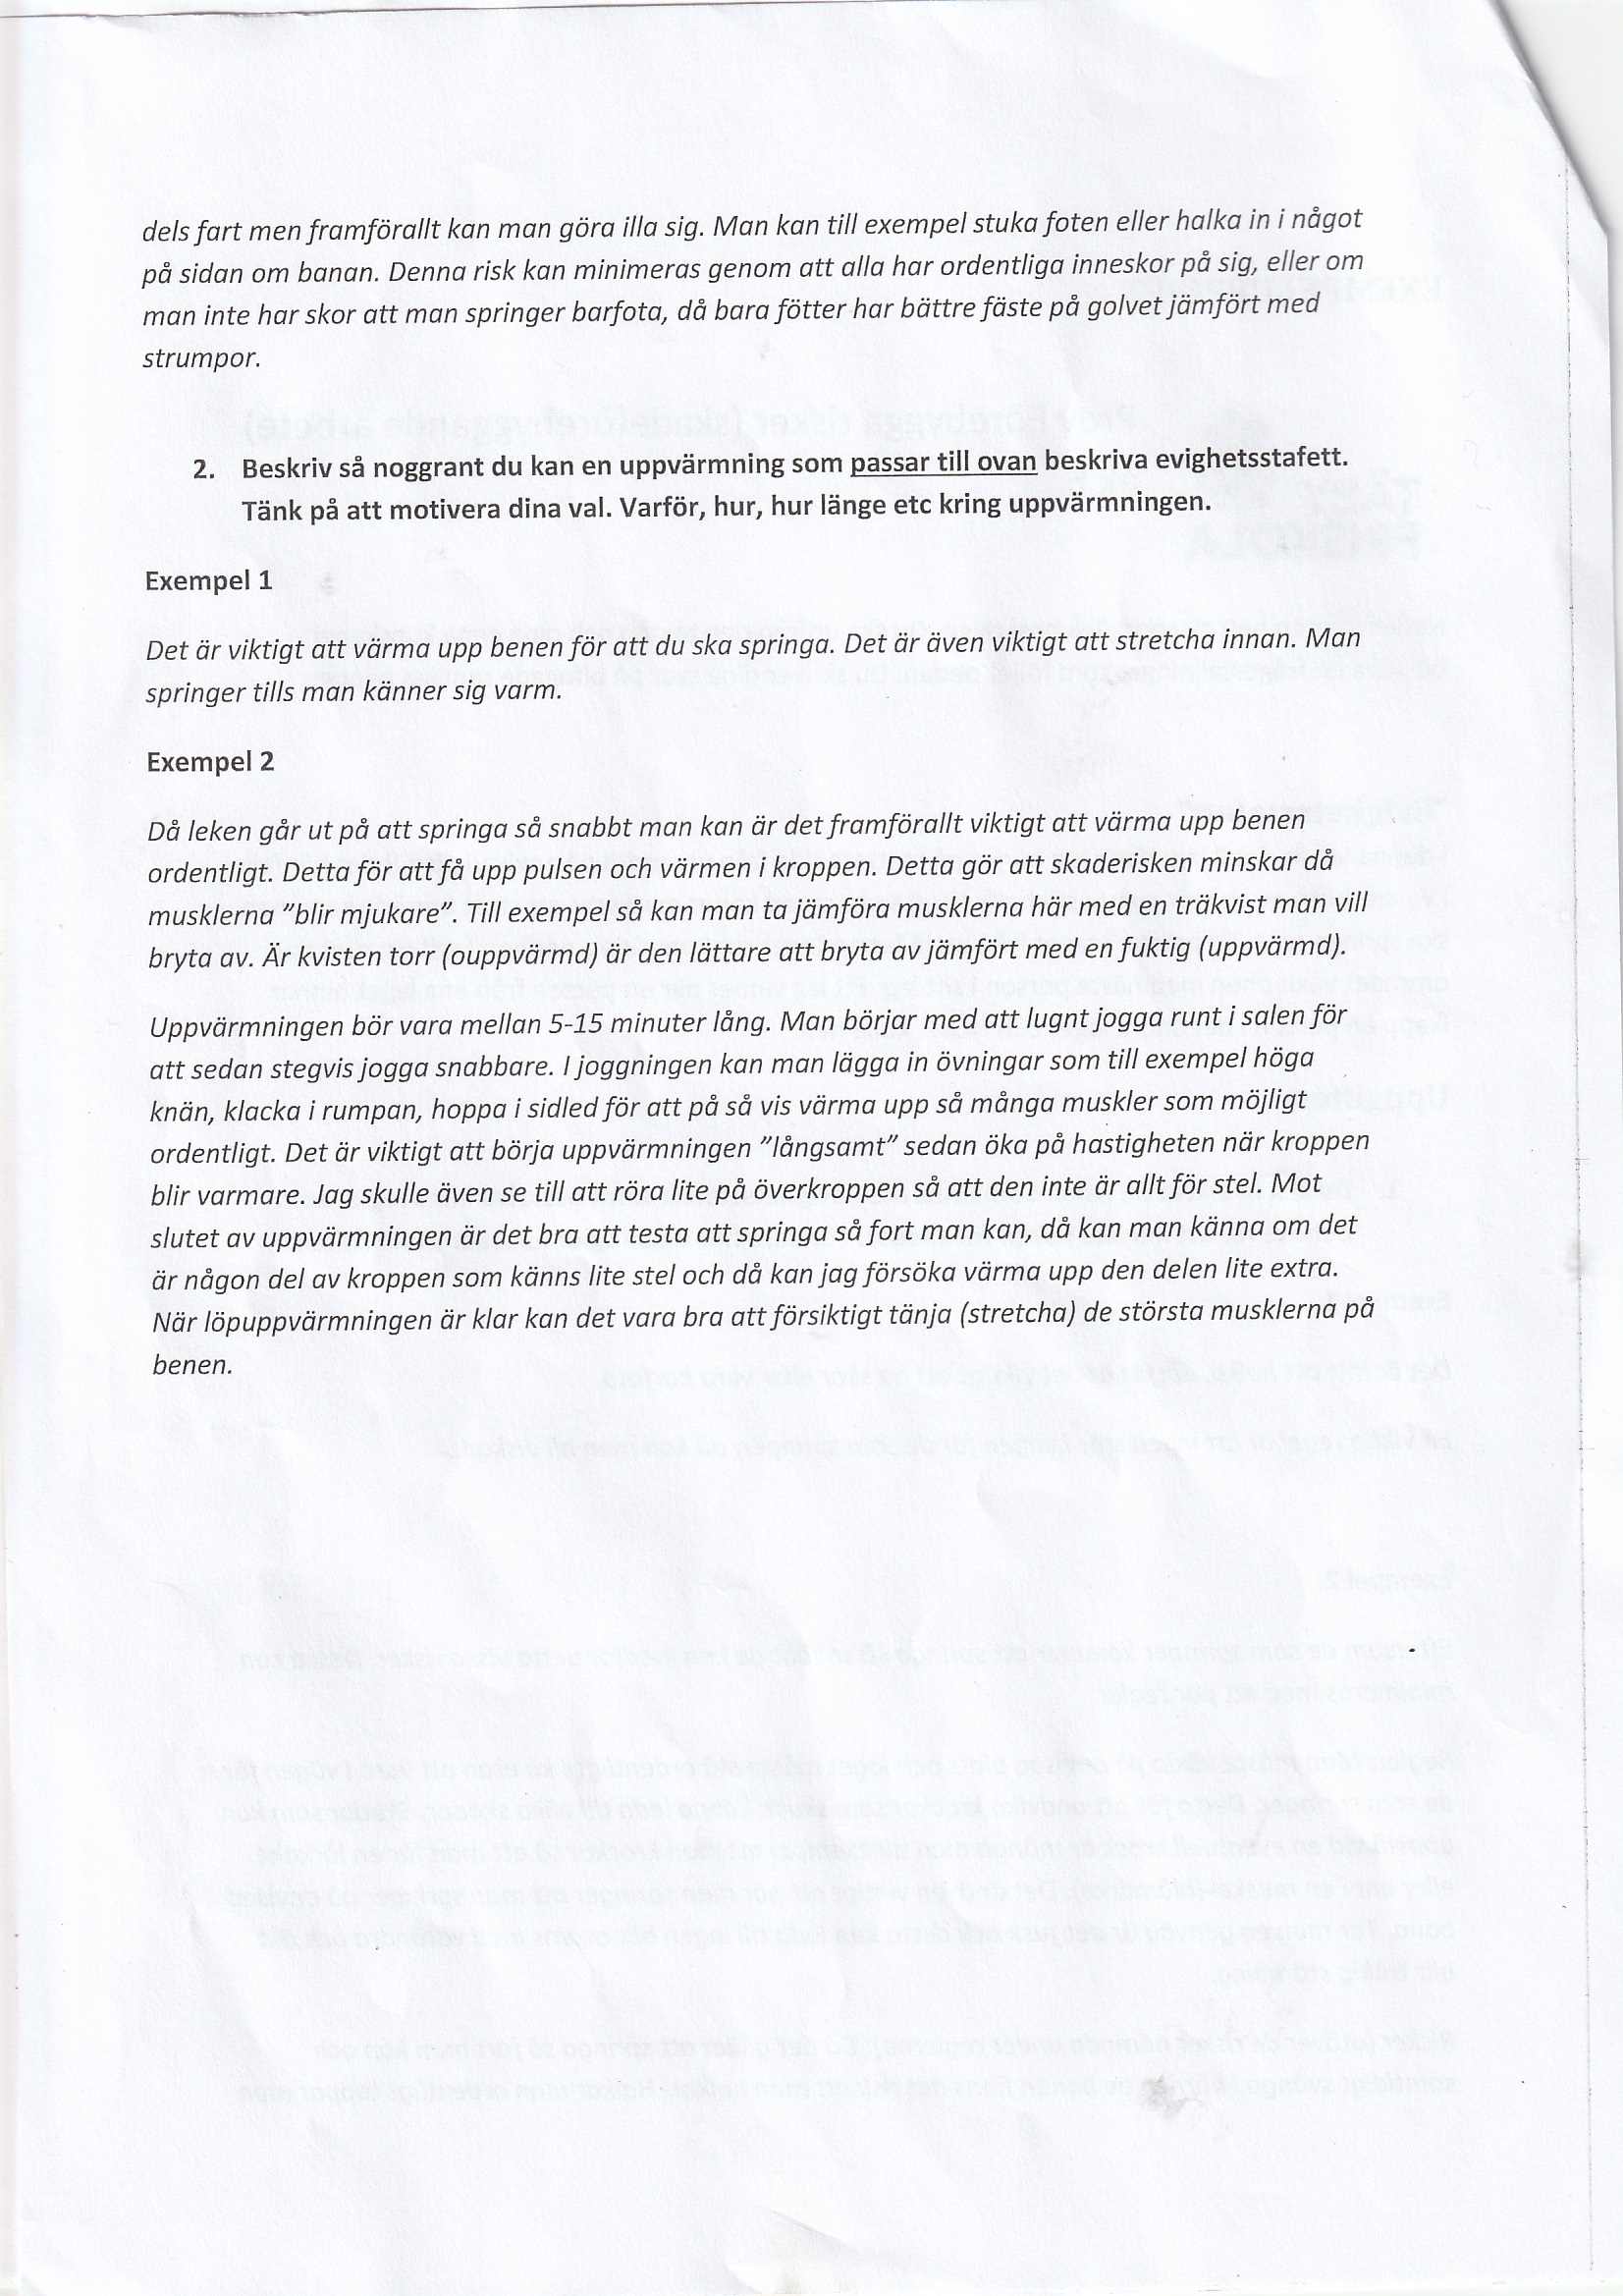 dels fart men framförallt kan man göra illa sig. Man kan till exempel stuka foten eller halka in i något
på sidan om banan. Denna risk kan minimeras genom att alla har ordentliga inneskor på sig, eller om
man inte har skor att man springer barfota, då bara fötter har bättre fäste på golvet jämfört med
strumpor.
2. Beskriv så noggrant du kan en uppvärmning som passar till ovan beskriva evighetsstafett.
Tänk på att motivera dina val. Varför, hur, hur länge etc kring uppvärmningen.
Exempel 1
Det är viktigt att värma upp benen för att du ska springa. Det är även viktigt att stretcha innan. Man
springer tills man känner sig varm.
Exempel 2
Då leken går ut på att springa så snabbt man kan är det framförallt viktigt att värma upp benen
ordentligt. Detta för att få upp pulsen och värmen i kroppen. Detta gör att skaderisken minskar då
musklerna ”blir mjukare”. Till exempel så kan man ta jämföra musklerna här med en träkvist man vill
bryta av. Är kvisten torr (ouppvärmd) är den lättare att bryta av jämfört med en fuktig (uppvärmd).
Uppvärmningen bör vara mellan 5-15 minuter lång. Man börjar med att lugnt jogga runt i salen för
att sedan stegvis jogga snabbare. I joggningen kan man lägga in övningar som till exempel höga
knän, klacka i rumpan, hoppa i sidled för att på så vis värma upp så många muskler som möjligt
ordentligt. Det är viktigt att börja uppvärmningen ”långsamt” sedan öka på hastigheten när kroppen
blir varmare. Jag skulle även se till att röra lite på överkroppen så att den inte är allt för stel. Mot
slutet av uppvärmningen är det bra att testa att springa så fort man kan, då kan man känna om det
är någon del av kroppen som känns lite stel och då kan jag försöka värma upp den delen lite extra.
När löpuppvärmningen är klar kan det vara bra att försiktigt tänja (stretcha) de största musklerna på
benen.